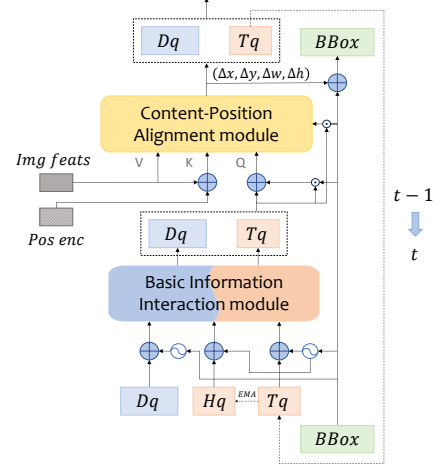 Dq
Tq
BBox
(Δx, Δy, Δw, Δh)
Content-Position
Alignment module
Img feats
V
K
Q
Pos enc
t − 1
t
Dq
Tq
Basic Information
Interaction module
Dq
Hq
EMA
Tq
BBox